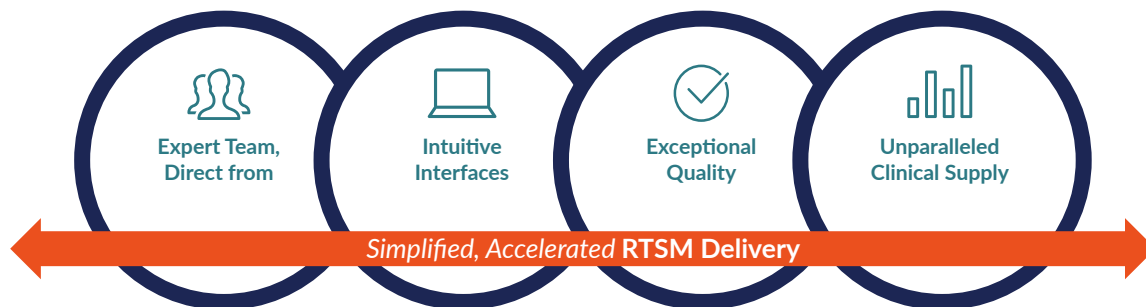 Expert Team,
Direct from
Intuitive
Interfaces
Exceptional
Quality
Unparalleled
Clinical Supply
Simplified, Accelerated RTSM Delivery